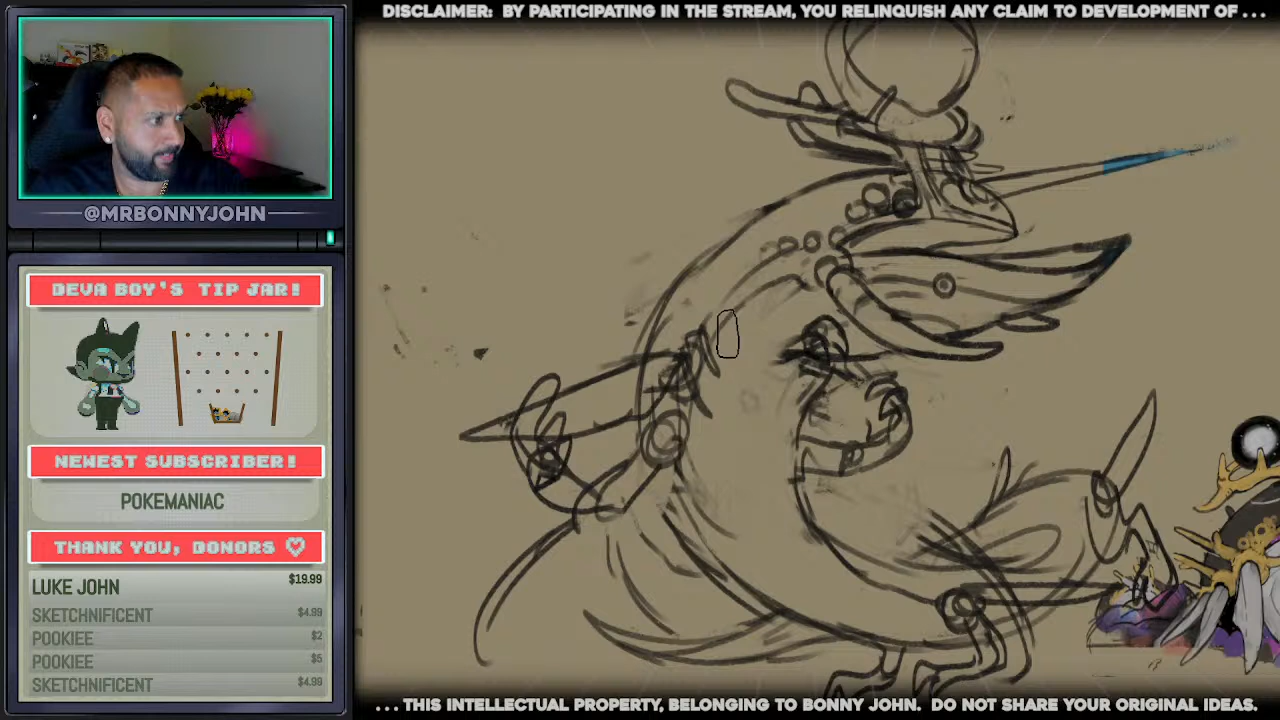 DISCLAIMER: BY PARTICIPATING IN THE STREAM, YOU RELINQUISH ANY CLAIM TO DEVELOPMENT OF . . .
@MRBONNYJOHN
DEVA BOY'S TIP JAR!
NEWEST SUBSCRIBER!
POKEMANIAC
THANK YOU, DONORS ♡
LUKE JOHN $19.99
SKETCHNIFICENT $4.99
POOKIEE $2
POOKIEE $5
SKETCHNIFICENT $4.99
. . . THIS INTELLECTUAL PROPERTY, BELONGING TO BONNY JOHN. DO NOT SHARE YOUR ORIGINAL IDEAS.